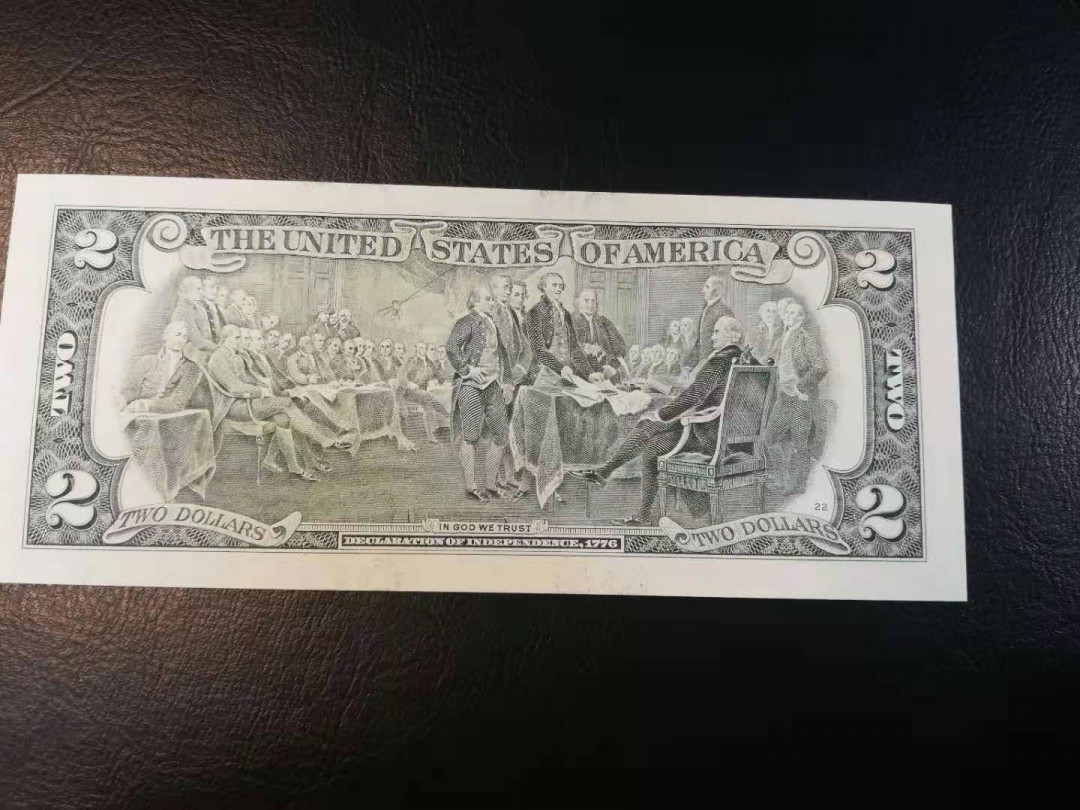 THE UNITED STATES OF AMERICA
2
2
TWO
TWO
2
2
22
TWO DOLLARS
IN GOD WE TRUST
TWO DOLLARS
DECLARATION OF INDEPENDENCE, 1776